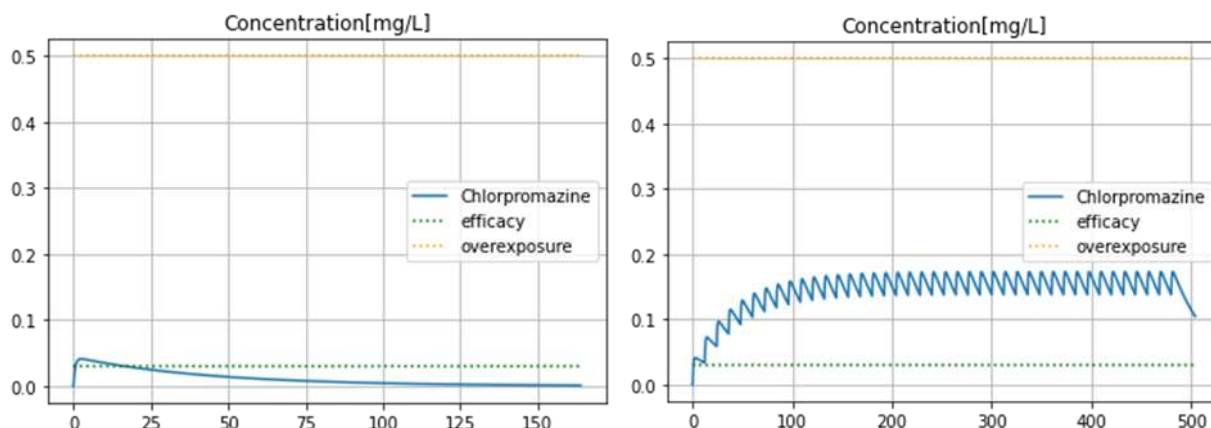 Concentration[mg/L]
0.5
0.4
0.3
0.2
0.1
0.0
Chlorpromazine
efficacy
overexposure
0 25 50 75 100 125 150
Concentration[mg/L]
0.5
0.4
0.3
0.2
0.1
0.0
Chlorpromazine
efficacy
overexposure
0 100 200 300 400 500